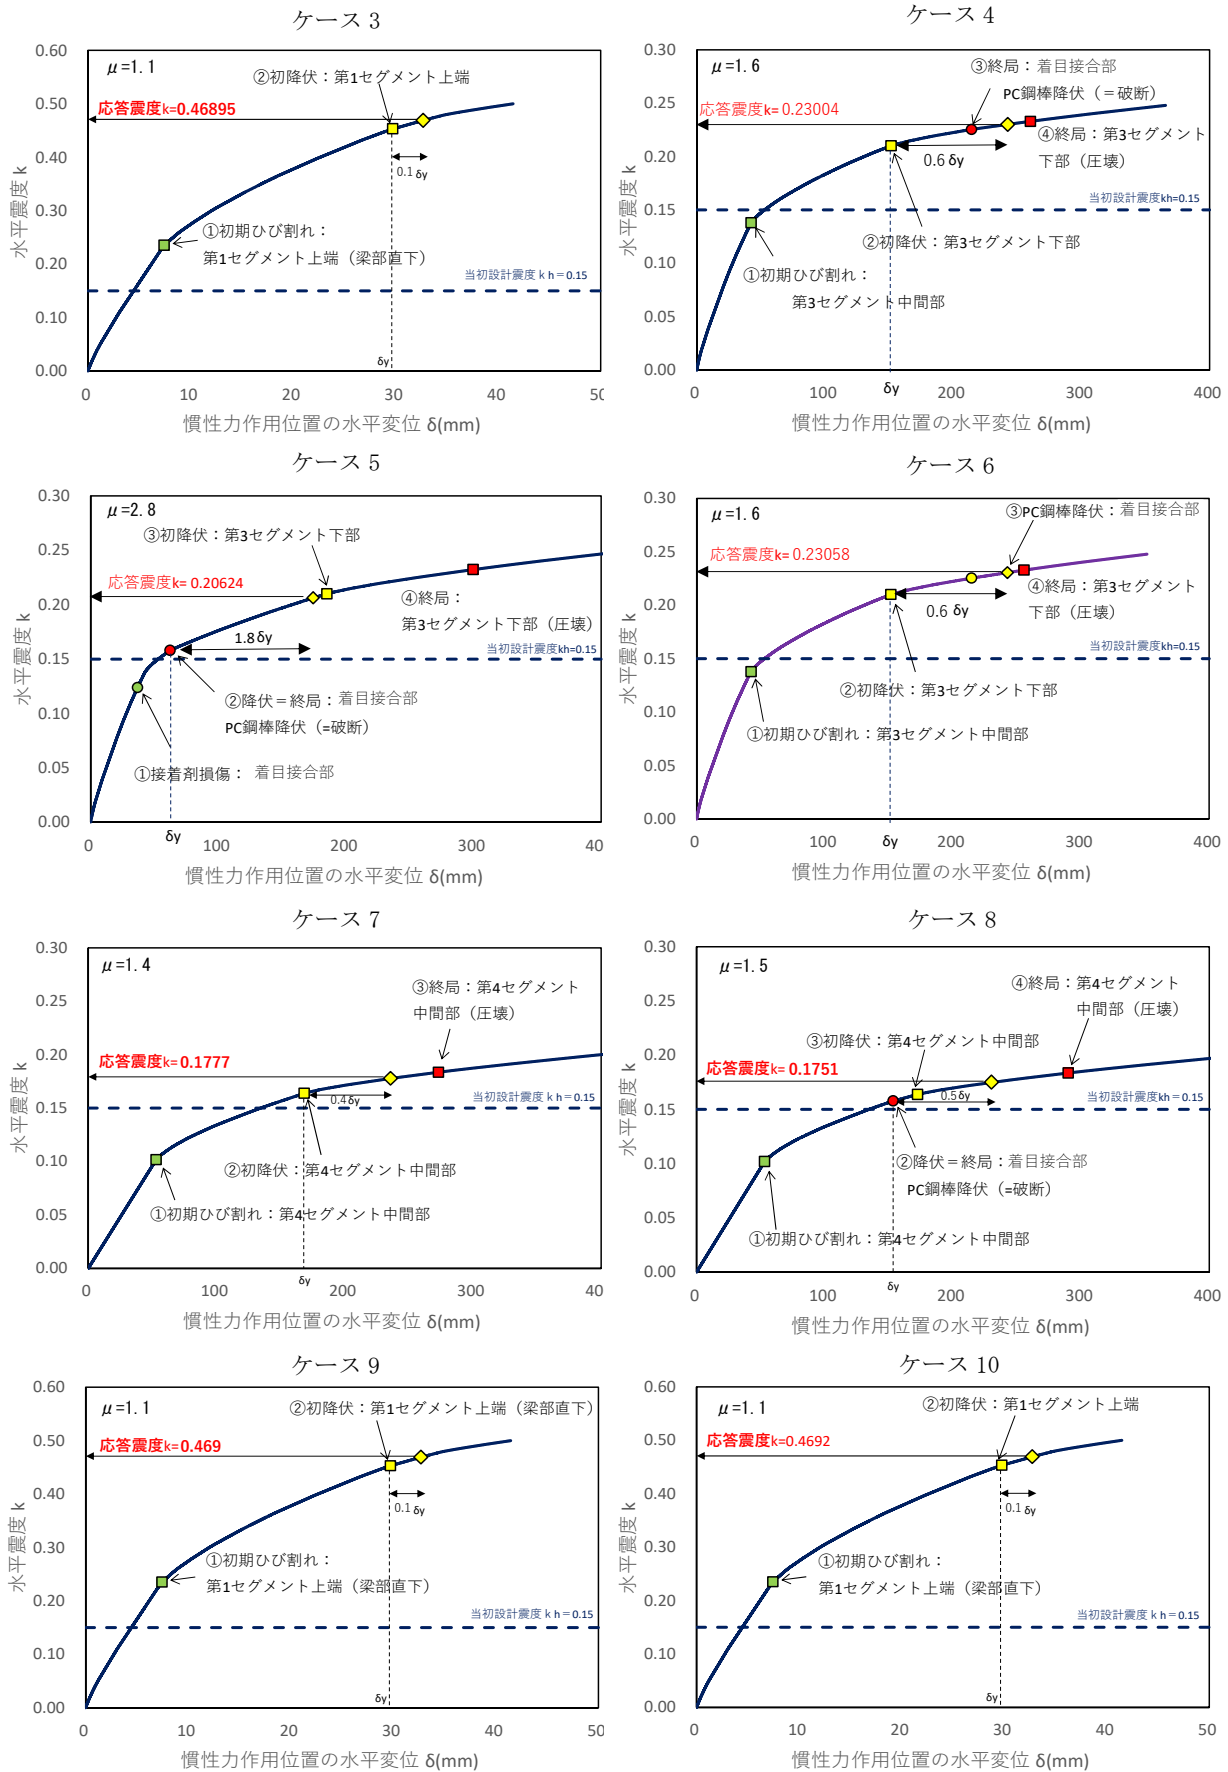 ケース 3
μ=1.1
②初降伏：第1セグメント上端
応答震度k=0.46895
0.1 δy
①初期ひび割れ：
第1セグメント上端（梁部直下）
当初設計震度ｋｈ＝0.15
δy
0.60
0.50
0.40
0.30
0.20
0.10
0.00
水平震度 k
0 10 20 30 40 50
慣性力作用位置の水平変位 δ(mm)
ケース 4
μ=1.6
③終局：着目接合部
PC鋼棒降伏（＝破断）
応答震度k= 0.23004
④終局：第3セグメント
下部（圧壊）
0.6 δy
当初設計震度kh=0.15
②初降伏：第3セグメント下部
①初期ひび割れ：
第3セグメント中間部
0.30
0.25
0.20
0.15
0.10
0.05
0.00
水平震度 k
0 100 200 300 400
δy
慣性力作用位置の水平変位 δ(mm)
ケース 5
μ=2.8
③初降伏：第3セグメント下部
応答震度k= 0.20624
④終局：
第3セグメント下部（圧壊）
1.8δy
当初設計震度kh=0.15
②降伏＝終局：着目接合部
PC鋼棒降伏（=破断）
①接着剤損傷： 着目接合部
0.30
0.25
0.20
0.15
0.10
0.05
0.00
水平震度 k
δy
0 100 200 300 40
慣性力作用位置の水平変位 δ(mm)
ケース 6
μ=1.6
③PC鋼棒降伏：着目接合部
応答震度k= 0.23058
④終局：第3セグメント
下部（圧壊）
0.6 δy
当初設計震度kh=0.15
②初降伏：第3セグメント下部
①初期ひび割れ：第3セグメント中間部
0.30
0.25
0.20
0.15
0.10
0.05
0.00
水平震度 k
0 100 200 300 400
δy
慣性力作用位置の水平変位 δ(mm)
ケース 7
μ=1.4
③終局：第4セグメント
中間部（圧壊）
応答震度k= 0.1777
当初設計震度ｋｈ＝0.15
0.4δy
②初降伏：第4セグメント中間部
①初期ひび割れ：第4セグメント中間部
0.30
0.25
0.20
0.15
0.10
0.05
0.00
水平震度 k
δy
0 100 200 300 40
慣性力作用位置の水平変位 δ(mm)
ケース 8
μ=1.5
④終局：第4セグメント
中間部（圧壊）
③初降伏：第4セグメント中間部
応答震度k= 0.1751
0.5δy
当初設計震度kh=0.15
②降伏＝終局：着目接合部
PC鋼棒降伏（=破断）
①初期ひび割れ：第4セグメント中間部
0.30
0.25
0.20
0.15
0.10
0.05
0.00
水平震度 k
δy
0 100 200 300 400
慣性力作用位置の水平変位 δ(mm)
ケース 9
μ=1.1
②初降伏：第1セグメント上端（梁部直下）
応答震度k=0.469
0.1 δy
①初期ひび割れ：
第1セグメント上端（梁部直下）
当初設計震度ｋｈ＝0.15
δy
0.60
0.50
0.40
0.30
0.20
0.10
0.00
水平震度 k
0 10 20 30 40 50
慣性力作用位置の水平変位 δ(mm)
ケース 10
μ=1.1
②初降伏：第1セグメント上端
応答震度k=0.4692
0.1 δy
①初期ひび割れ：
第1セグメント上端（梁部直下）
当初設計震度ｋｈ＝0.15
δy
0.60
0.50
0.40
0.30
0.20
0.10
0.00
水平震度 k
0 10 20 30 40 50
慣性力作用位置の水平変位 δ(mm)